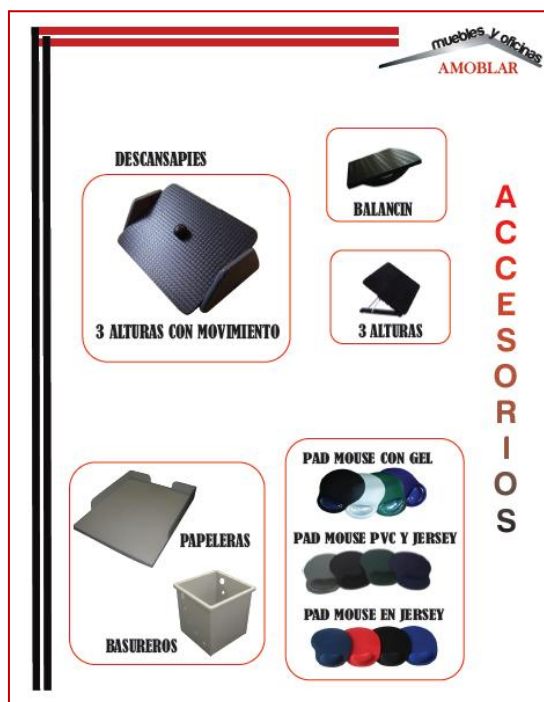 muebles y oficinas
AMOBLAR
DESCANSAPIES
3 ALTURAS CON MOVIMIENTO
BALANCIN
3 ALTURAS
ACCESORIOS
PAPELERAS
BASUREROS
PAD MOUSE CON GEL
PAD MOUSE PVC Y JERSEY
PAD MOUSE EN JERSEY